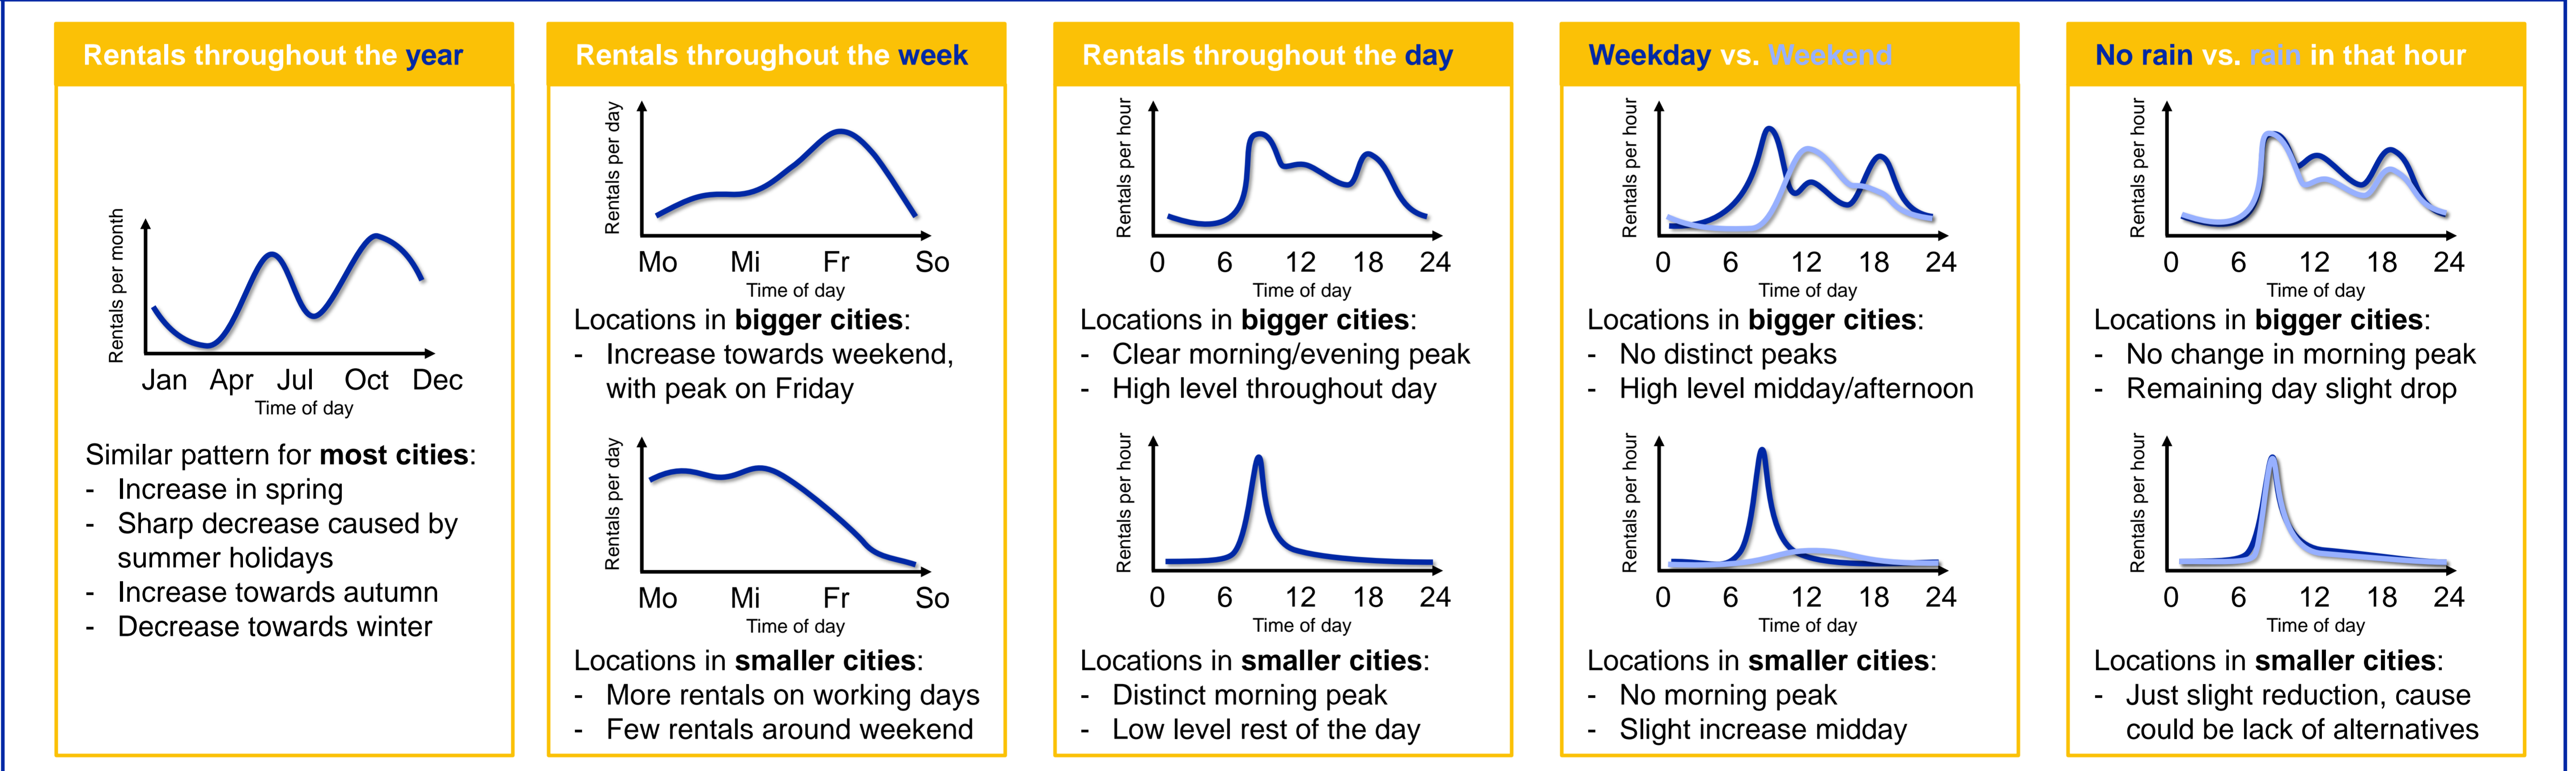 Rentals throughout the year
Rentals per month
Jan Apr Jul Oct Dec
Time of day
Similar pattern for most cities:
- Increase in spring
- Sharp decrease caused by
summer holidays
- Increase towards autumn
- Decrease towards winter
Rentals throughout the week
Rentals per day
Mo Mi Fr So
Time of day
Locations in bigger cities:
- Increase towards weekend,
with peak on Friday
Rentals per day
Mo Mi Fr So
Time of day
Locations in smaller cities:
- More rentals on working days
- Few rentals around weekend
Rentals throughout the day
Rentals per hour
0 6 12 18 24
Time of day
Locations in bigger cities:
- Clear morning/evening peak
- High level throughout day
Rentals per hour
0 6 12 18 24
Time of day
Locations in smaller cities:
- Distinct morning peak
- Low level rest of the day
Weekday vs. Weekend
Rentals per hour
0 6 12 18 24
Time of day
Locations in bigger cities:
- No distinct peaks
- High level midday/afternoon
Rentals per hour
0 6 12 18 24
Time of day
Locations in smaller cities:
- No morning peak
- Slight increase midday
No rain vs. rain in that hour
Rentals per hour
0 6 12 18 24
Time of day
Locations in bigger cities:
- No change in morning peak
- Remaining day slight drop
Rentals per hour
0 6 12 18 24
Time of day
Locations in smaller cities:
- Just slight reduction, cause
could be lack of alternatives